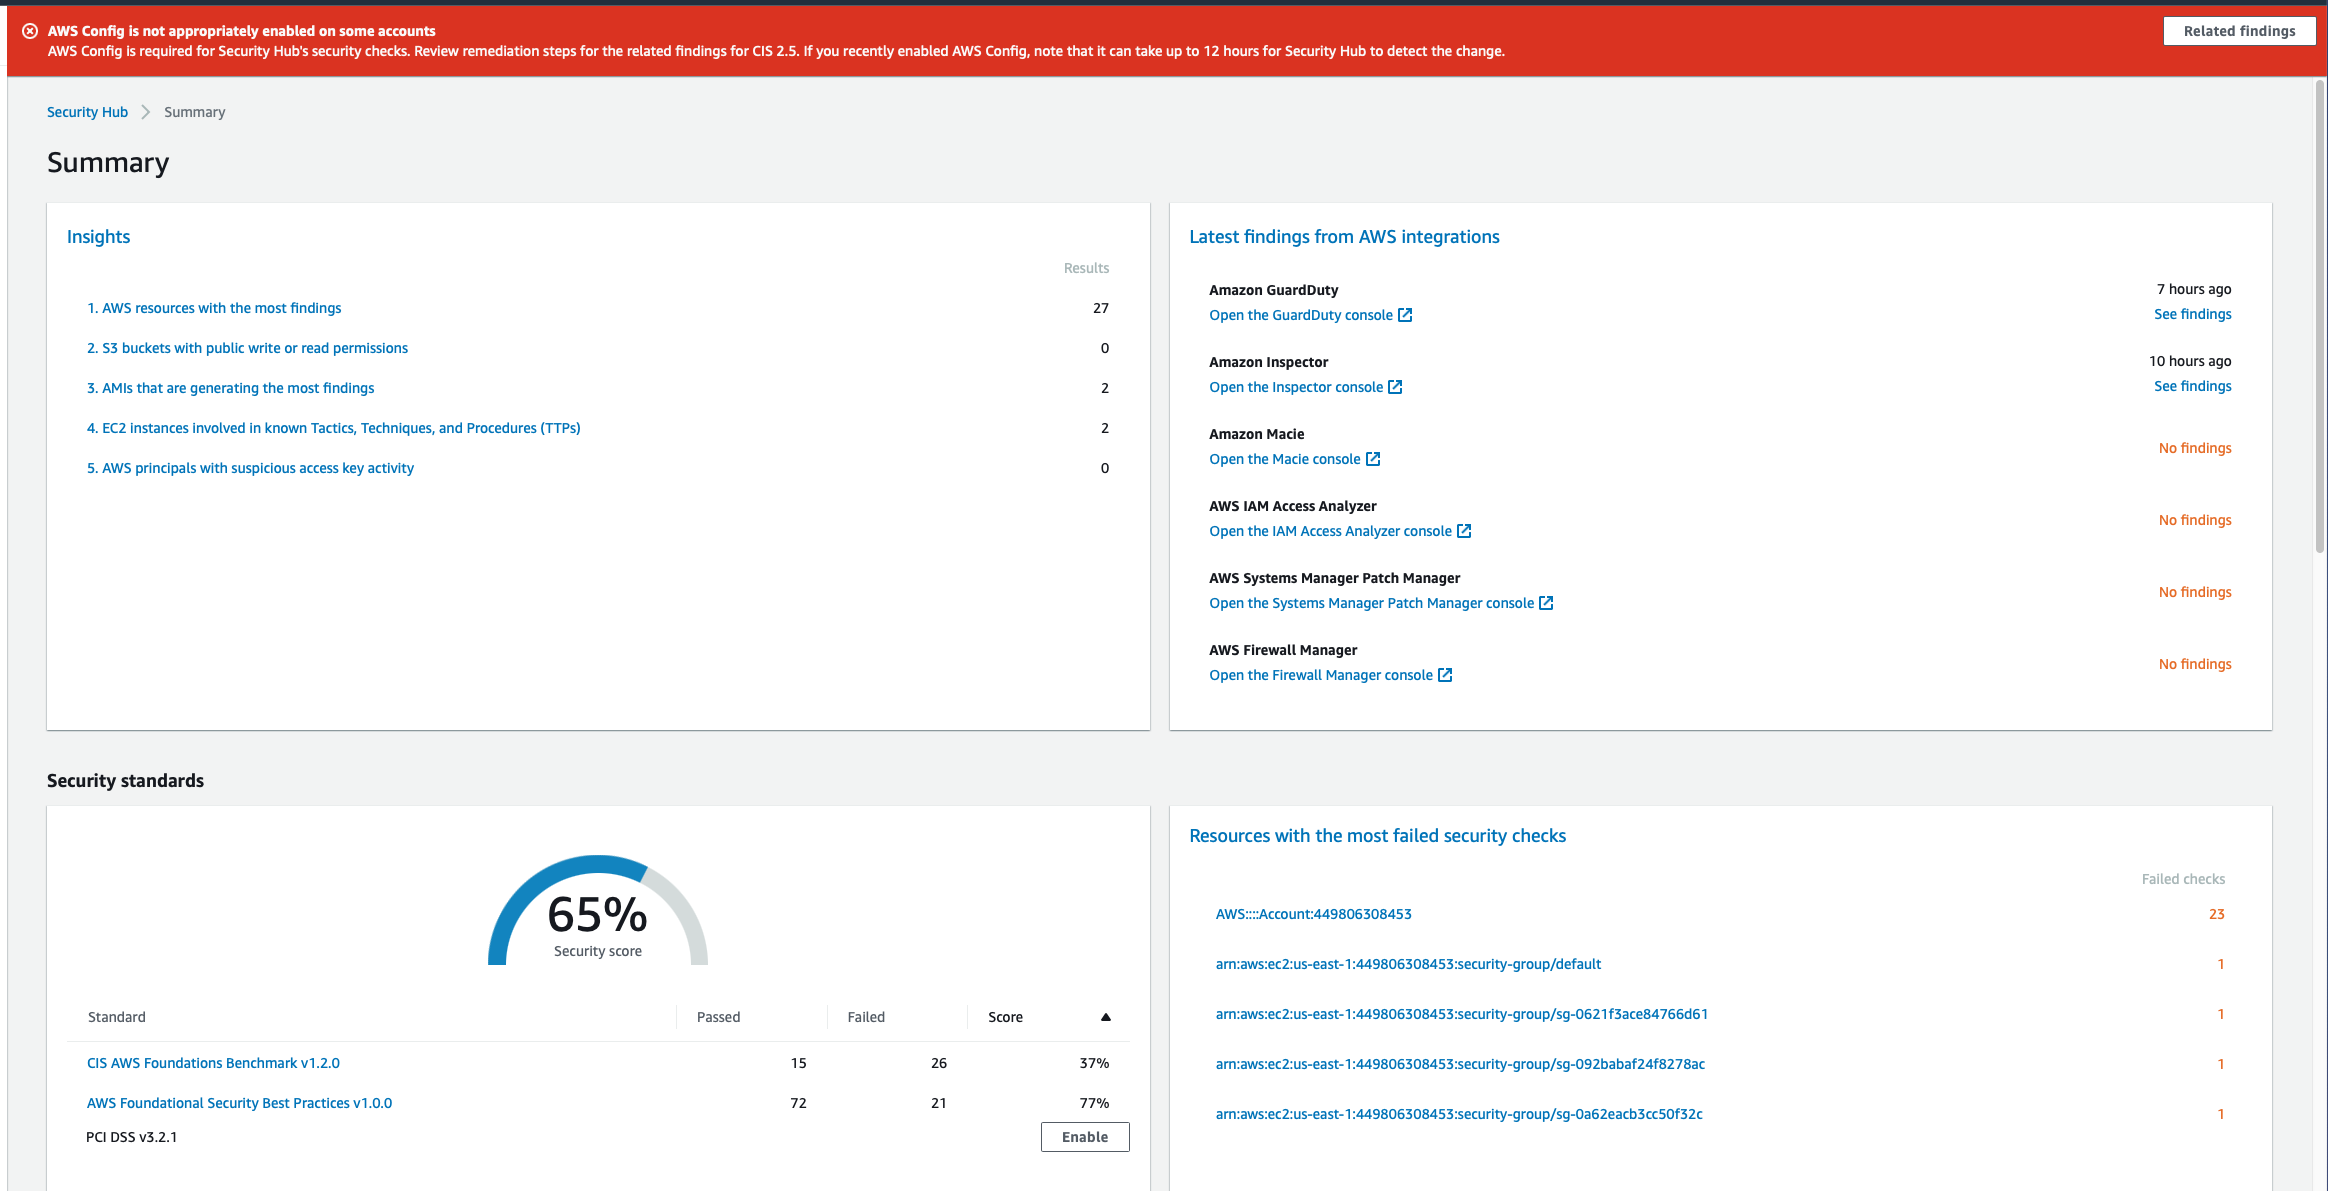 AWS Config is not appropriately enabled on some accounts
AWS Config is required for Security Hub's security checks. Review remediation steps for the related findings for CIS 2.5. If you recently enabled AWS Config, note that it can take up to 12 hours for Security Hub to detect the change.
Related findings
Security Hub Summary
Summary
Insights
Results
1. AWS resources with the most findings 27
2. S3 buckets with public write or read permissions 0
3. AMIs that are generating the most findings 2
4. EC2 instances involved in known Tactics, Techniques, and Procedures (TTPs) 2
5. AWS principals with suspicious access key activity 0
Latest findings from AWS integrations
Amazon GuardDuty 7 hours ago
Open the GuardDuty console See findings
Amazon Inspector 10 hours ago
Open the Inspector console See findings
Amazon Macie
No findings
Open the Macie console
AWS IAM Access Analyzer
No findings
Open the IAM Access Analyzer console
AWS Systems Manager Patch Manager
No findings
Open the Systems Manager Patch Manager console
AWS Firewall Manager
No findings
Open the Firewall Manager console
Security standards
65%
Security score
Standard Passed Failed Score
CIS AWS Foundations Benchmark v1.2.0 15 26 37%
AWS Foundational Security Best Practices v1.0.0 72 21 77%
PCI DSS v3.2.1 Enable
Resources with the most failed security checks
Failed checks
AWS::::Account:449806308453 23
arn:aws:ec2:us-east-1:449806308453:security-group/default 1
arn:aws:ec2:us-east-1:449806308453:security-group/sg-0621f3ace84766d61 1
arn:aws:ec2:us-east-1:449806308453:security-group/sg-092babaf24f8278ac 1
arn:aws:ec2:us-east-1:449806308453:security-group/sg-0a62eacb3cc50f32c 1